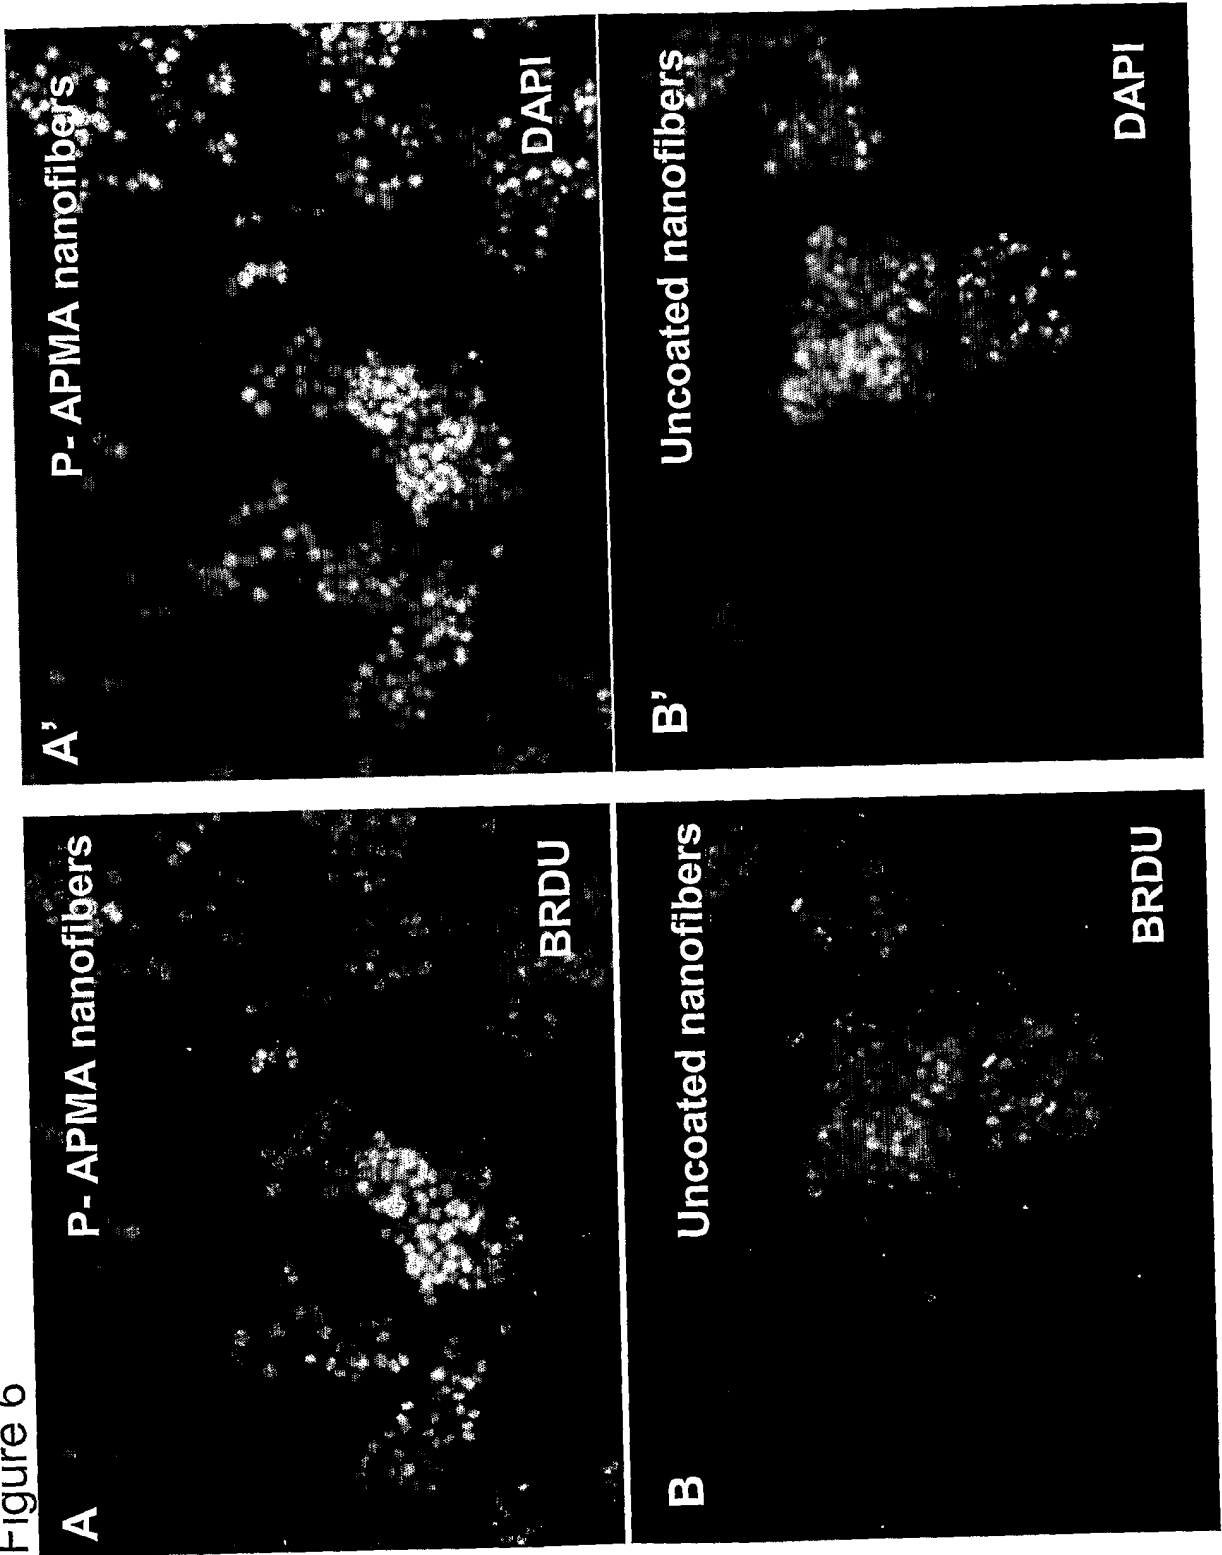 Figure 6
A
P- APMA nanofibers
BRDU
A'
P- APMA nanofibers
DAPI
B
Uncoated nanofibers
BRDU
B'
Uncoated nanofibers
DAPI